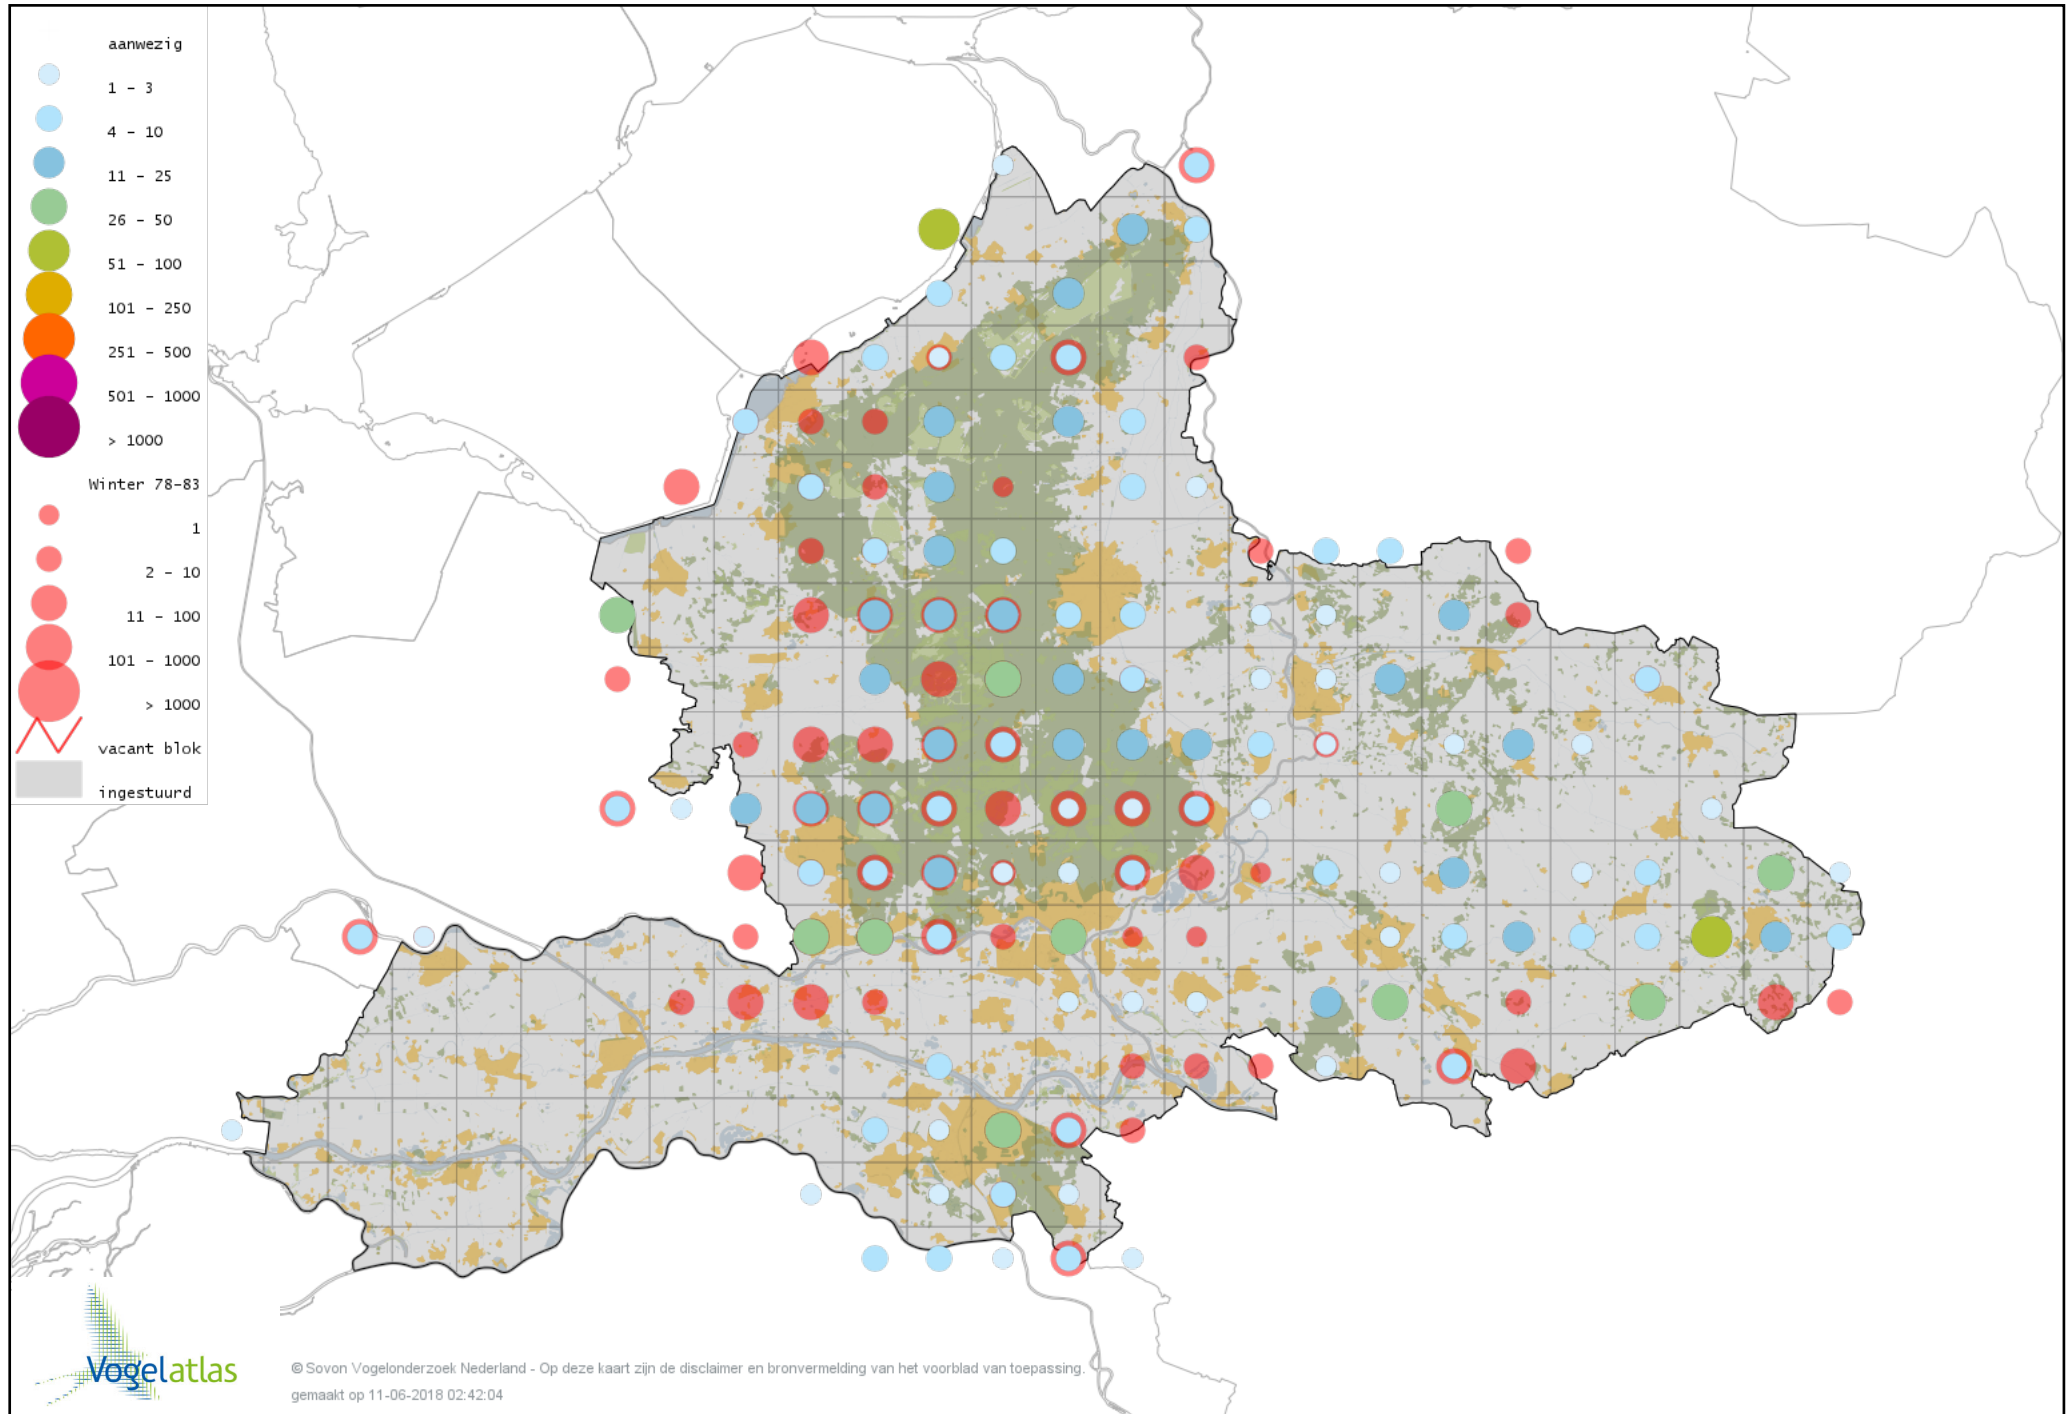 aanwezig
1 - 3
4 - 10
11 - 25
26 - 50
51 - 100
101 - 250
251 - 500
501 - 1000
> 1000
Winter 78-83
1
2 - 10
11 - 100
101 - 1000
> 1000
vacant blok
ingestuurd
Vogelatlas
© Sovon Vogelonderzoek Nederland - Op deze kaart zijn de disclaimer en bronvermelding van het voorblad van toepassing.
gemaakt op 11-06-2018 02:42:04